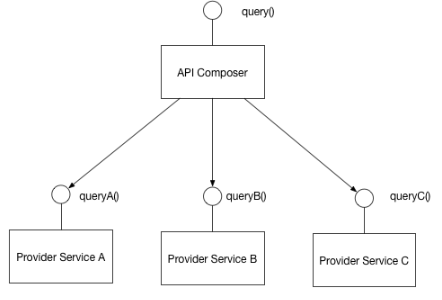 query()
API Composer
queryA()
queryB()
queryC()
Provider Service A
Provider Service B
Provider Service C